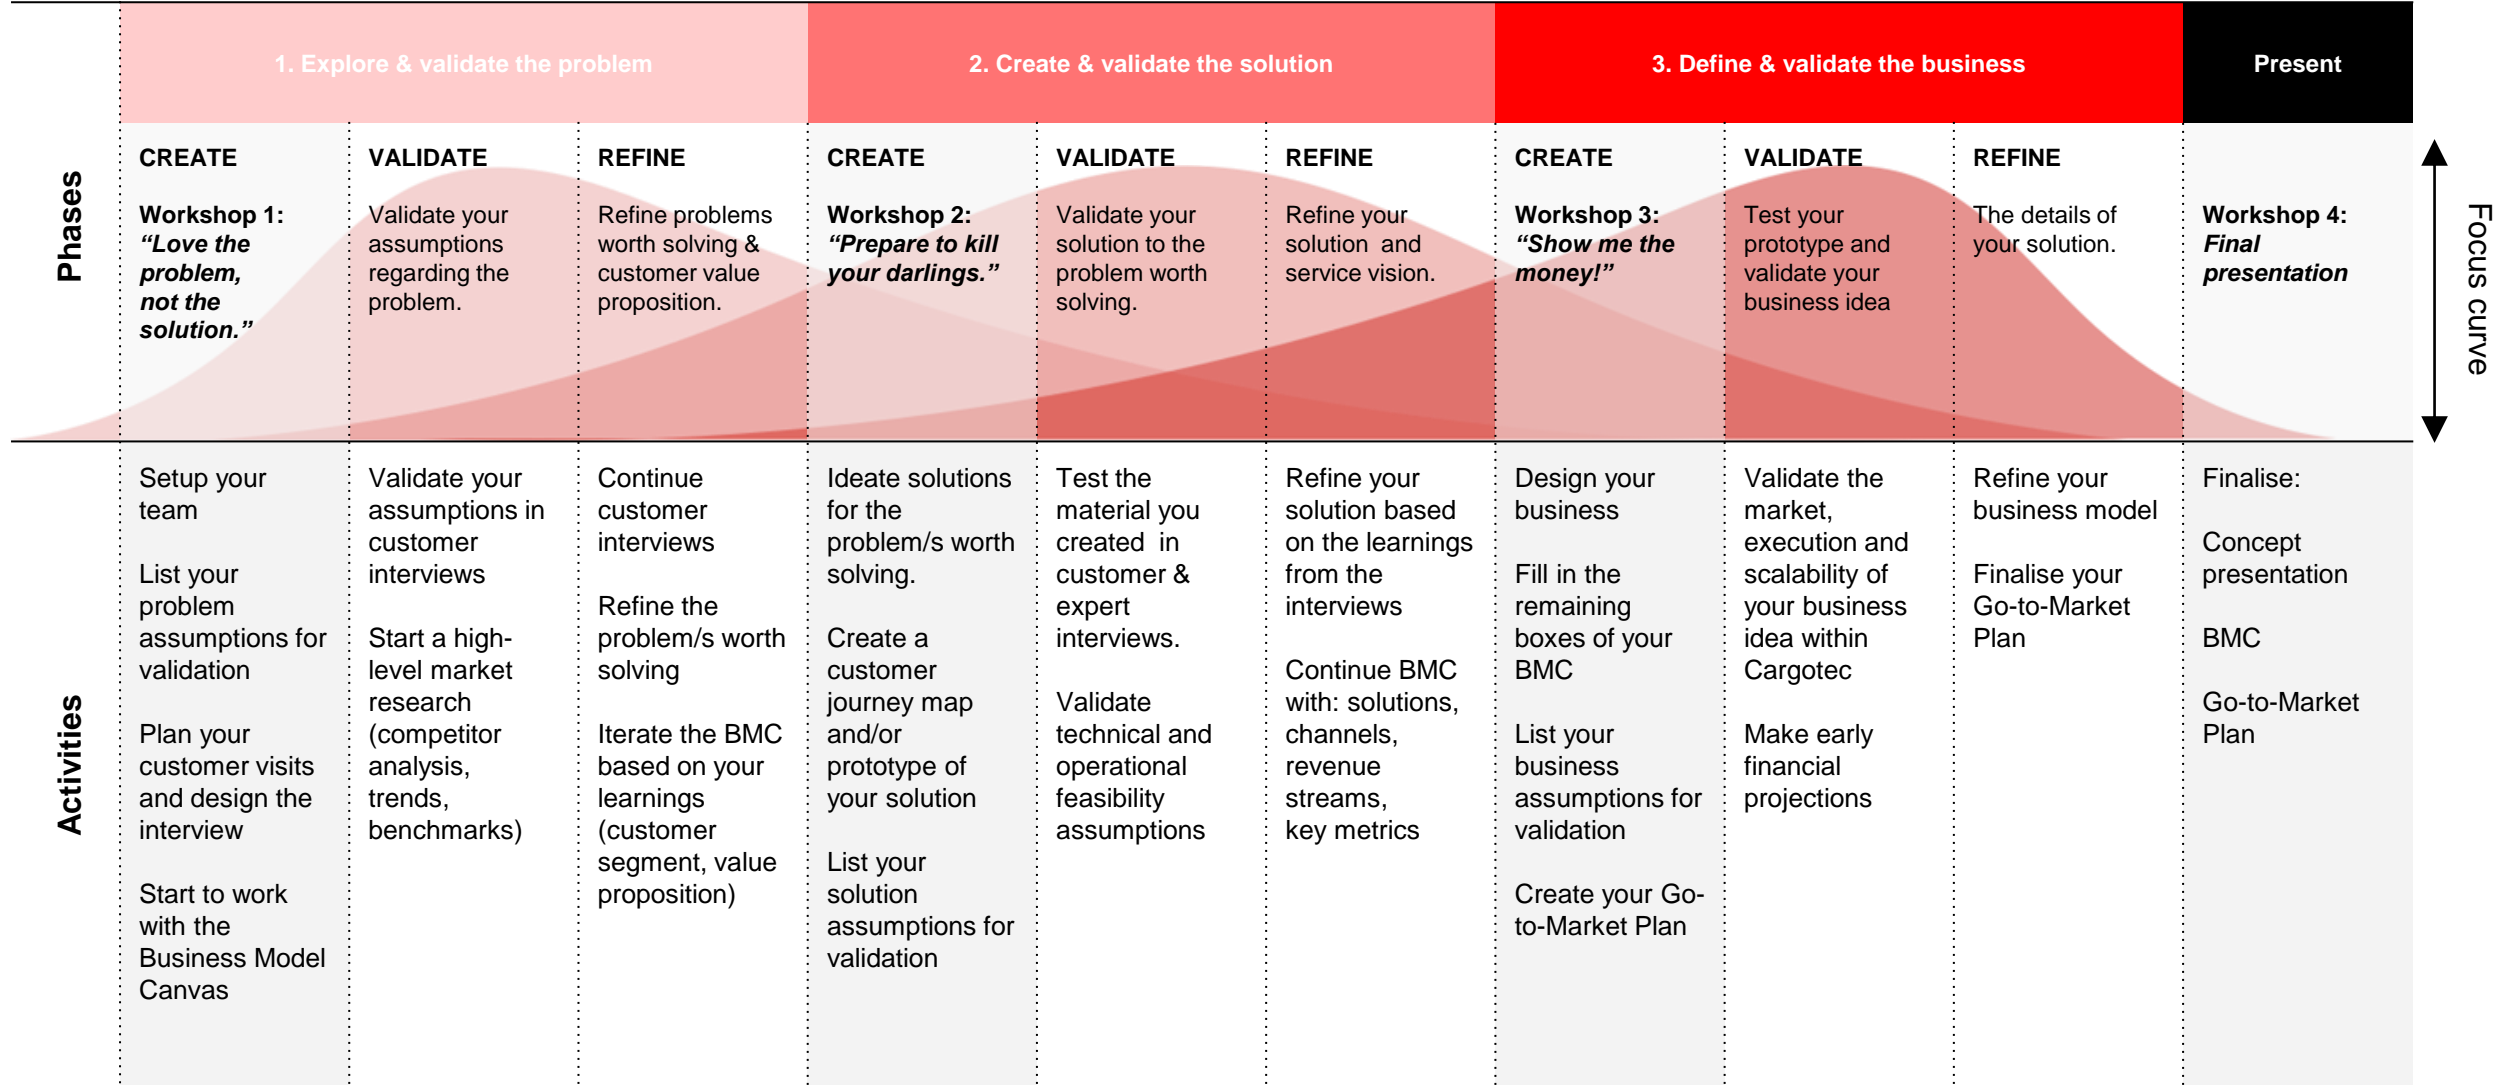 1. Explore & validate the problem
2. Create & validate the solution
3. Define & validate the business
Present
Phases
CREATE
Workshop 1:
“Love the
problem,
not the
solution.”
VALIDATE
Validate your
assumptions
regarding the
problem.
REFINE
Refine problems
worth solving &
customer value
proposition.
CREATE
Workshop 2:
“Prepare to kill
your darlings.”
VALIDATE
Validate your
solution to the
problem worth
solving.
REFINE
Refine your
solution  and
service vision.
CREATE
Workshop 3:
“Show me the
money!”
VALIDATE
Test your
prototype and
validate your
business idea
REFINE
The details of
your solution.
Workshop 4:
Final
presentation
Focus curve
Activities
Setup your
team
List your
problem
assumptions for
validation
Plan your
customer visits
and design the
interview
Start to work
with the
Business Model
Canvas
Validate your
assumptions in
customer
interviews
Start a high-
level market
research
(competitor
analysis,
trends,
benchmarks)
Continue
customer
interviews
Refine the
problem/s worth
solving
Iterate the BMC
based on your
learnings
(customer
segment, value
proposition)
Ideate solutions
for the
problem/s worth
solving.
Create a
customer
journey map
and/or
prototype of
your solution
List your
solution
assumptions for
validation
Test the
material you
created  in
customer &
expert
interviews.
Validate
technical and
operational
feasibility
assumptions
Refine your
solution based
on the learnings
from the
interviews
Continue BMC
with: solutions,
channels,
revenue
streams,
key metrics
Design your
business
Fill in the
remaining
boxes of your
BMC
List your
business
assumptions for
validation
Create your Go-
to-Market Plan
Validate the
market,
execution and
scalability of
your business
idea within
Cargotec
Make early
financial
projections
Refine your
business model
Finalise your
Go-to-Market
Plan
Finalise:
Concept
presentation
BMC
Go-to-Market
Plan